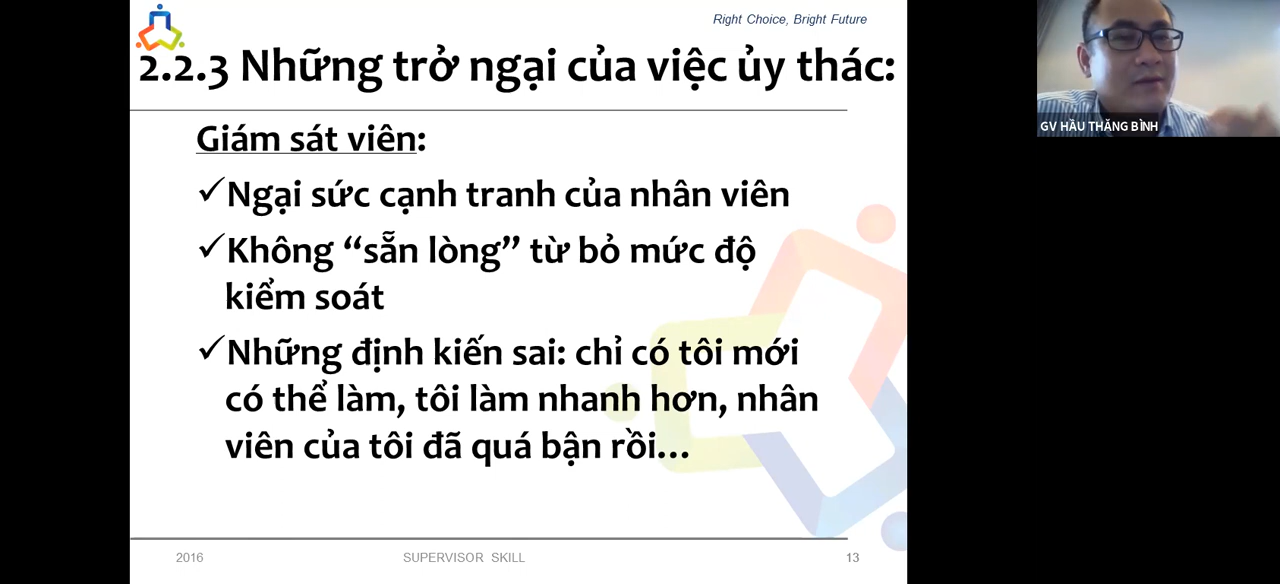 Right Choice, Bright Future
2.2.3 Những trở ngại của việc ủy thác:
Giám sát viên:
✓Ngại sức cạnh tranh của nhân viên
✓Không “sẵn lòng” từ bỏ mức độ
kiểm soát
✓Những định kiến sai: chỉ có tôi mới
có thể làm, tôi làm nhanh hơn, nhân
viên của tôi đã quá bận rồi...
2016 SUPERVISOR SKILL 13
GV HẦU THĂNG BÌNH